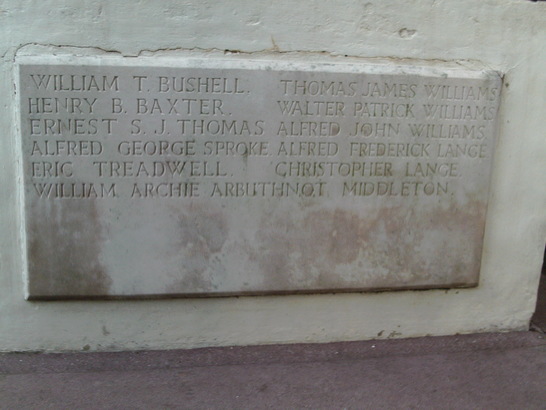 WILLIAM T. BUSHELL. THOMAS JAMES WILLIAMS
HENRY B. BAXTER. WALTER PATRICK WILLIAMS
ERNEST S. J. THOMAS ALFRED JOHN WILLIAMS
ALFRED GEORGE SPROKE. ALFRED FREDERICK LANGE
ERIC TREADWELL. CHRISTOPHER LANGE.
WILLIAM. ARCHIE ARBUTHNOT. MIDDLETON.